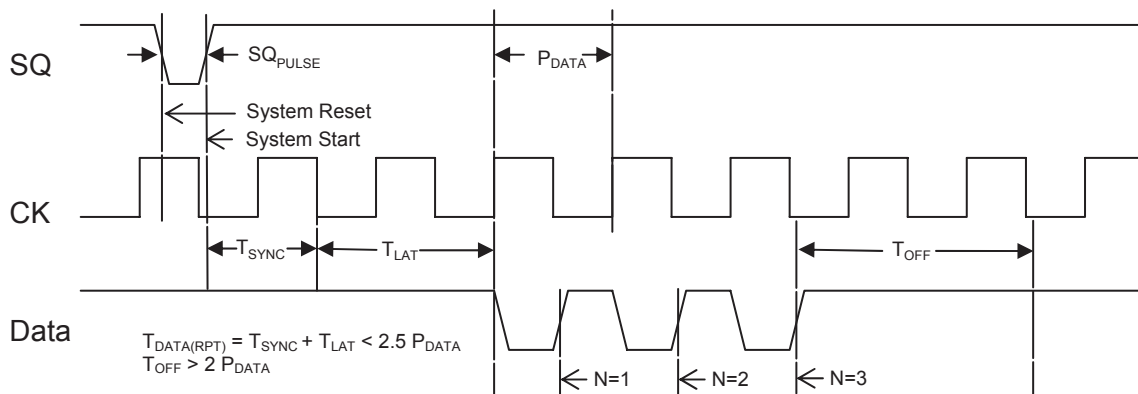 SQ
SQPULSE
PDATA
System Reset
System Start
CK
TSYNC
TLAT
TOFF
Data
TDATA(RPT) = TSYNC + TLAT < 2.5 PDATA
TOFF > 2 PDATA
N=1
N=2
N=3